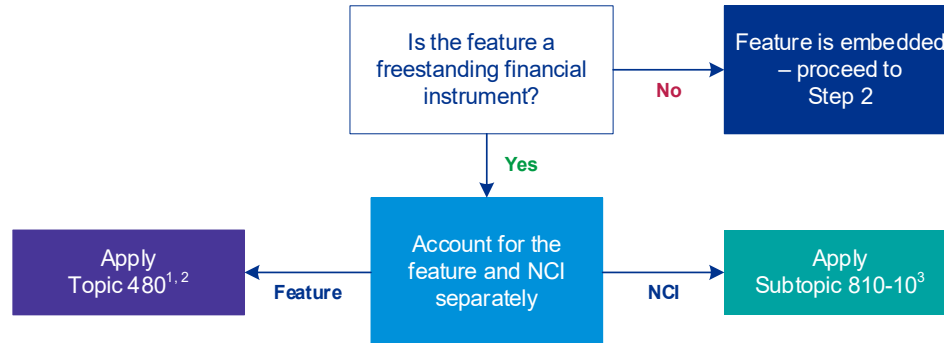 Is the feature a
freestanding financial
instrument?
No
Feature is embedded
– proceed to
Step 2
Yes
Apply
Topic 480¹, ²
Feature
Account for the
feature and NCI
separately
NCI
Apply
Subtopic 810-10³